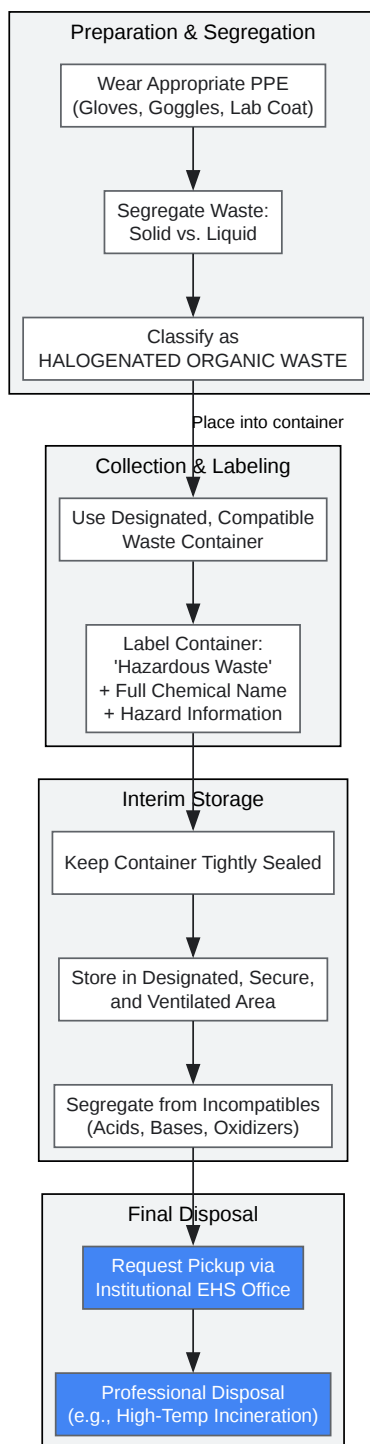 Preparation & Segregation
Wear Appropriate PPE
(Gloves, Goggles, Lab Coat)
Segregate Waste:
Solid vs. Liquid
Classify as
HALOGENATED ORGANIC WASTE
Place into container
Collection & Labeling
Use Designated, Compatible
Waste Container
Label Container:
'Hazardous Waste'
+ Full Chemical Name
+ Hazard Information
Interim Storage
Keep Container Tightly Sealed
Store in Designated, Secure,
and Ventilated Area
Segregate from Incompatibles
(Acids, Bases, Oxidizers)
Final Disposal
Request Pickup via
Institutional EHS Office
Professional Disposal
(e.g., High-Temp Incineration)